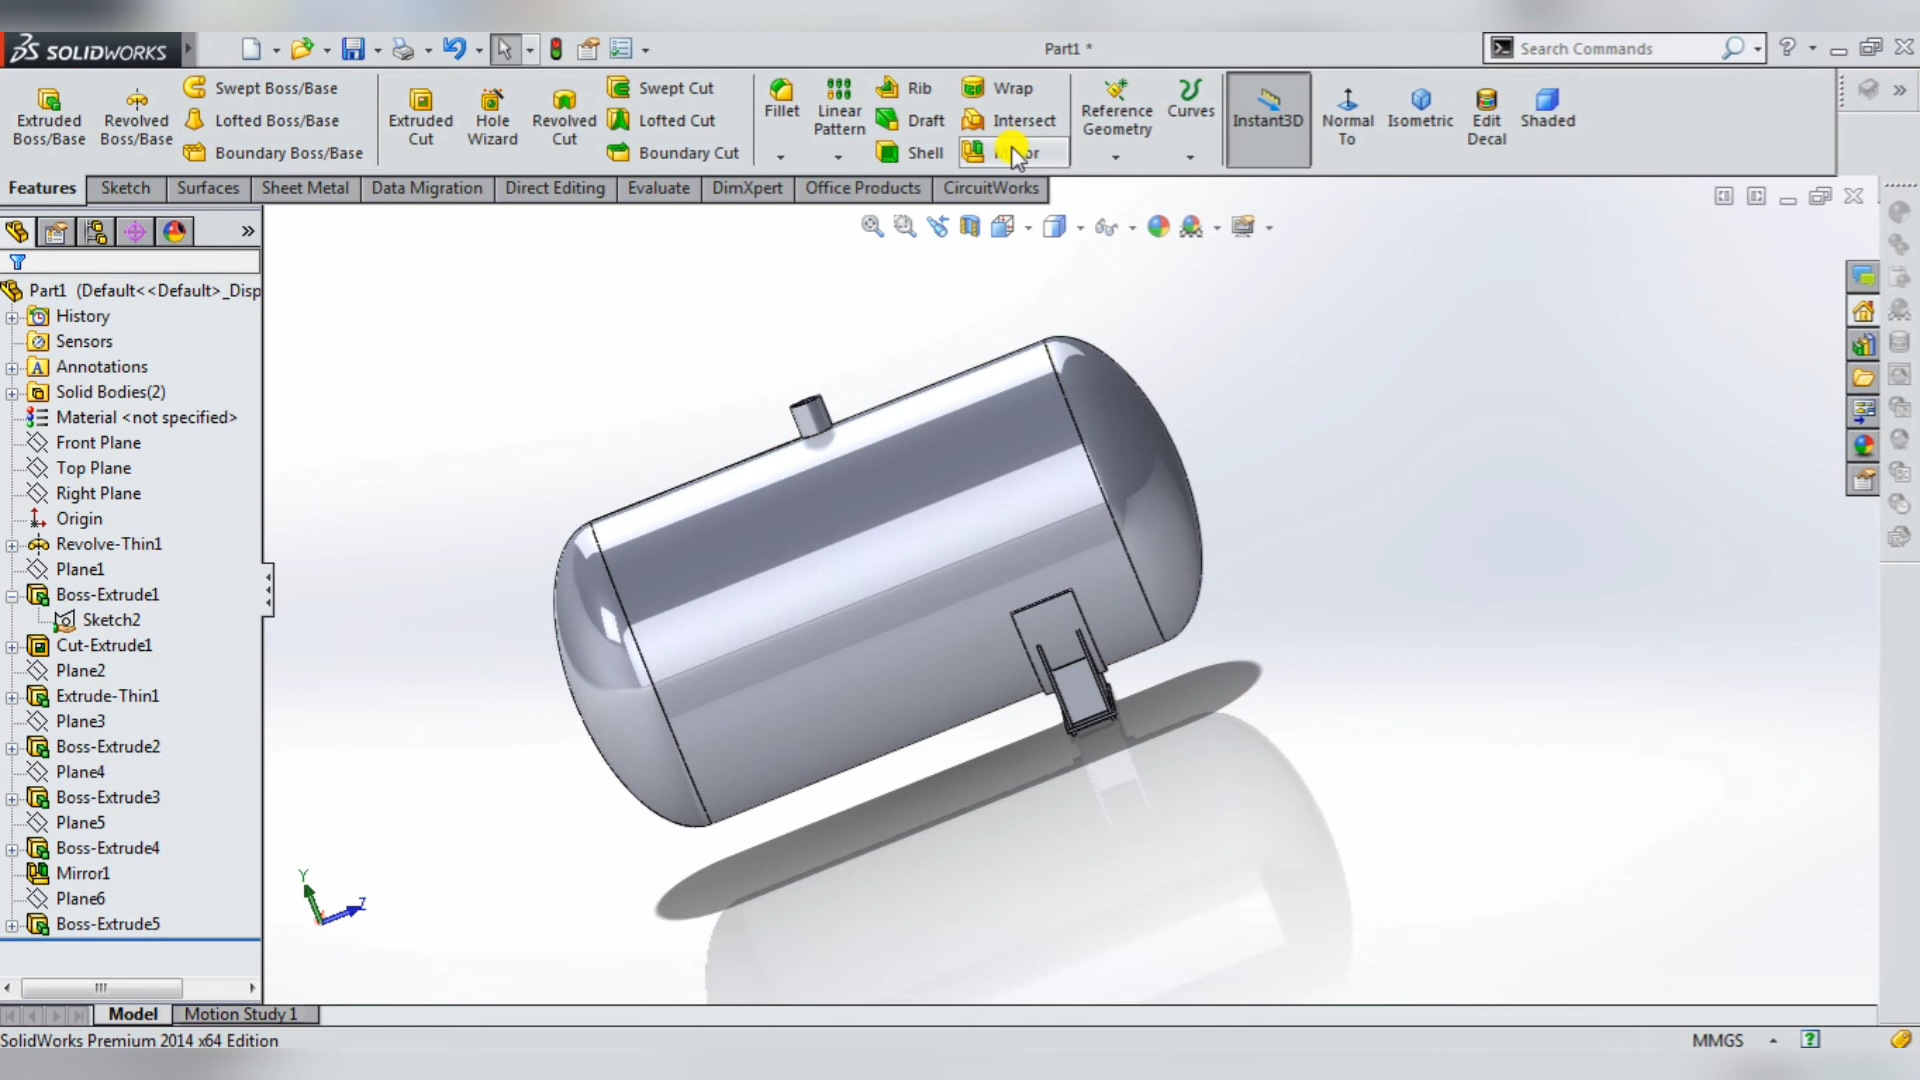 SOLIDWORKS
Part1 *
Search Commands
Extruded Boss/Base
Revolved Boss/Base
Swept Boss/Base
Lofted Boss/Base
Boundary Boss/Base
Extruded Cut
Hole Wizard
Revolved Cut
Swept Cut
Lofted Cut
Boundary Cut
Fillet
Linear Pattern
Rib
Draft
Shell
Wrap
Intersect
Reference Geometry
Curves
Instant3D
Normal To
Isometric
Edit Decal
Shaded
Features
Sketch
Surfaces
Sheet Metal
Data Migration
Direct Editing
Evaluate
DimXpert
Office Products
CircuitWorks
Part1 (Default<<Default>_Disp
History
Sensors
Annotations
Solid Bodies(2)
Material <not specified>
Front Plane
Top Plane
Right Plane
Origin
Revolve-Thin1
Plane1
Boss-Extrude1
Sketch2
Cut-Extrude1
Plane2
Extrude-Thin1
Plane3
Boss-Extrude2
Plane4
Boss-Extrude3
Plane5
Boss-Extrude4
Mirror1
Plane6
Boss-Extrude5
Y
Z
Model
Motion Study 1
SolidWorks Premium 2014 x64 Edition
MMGS